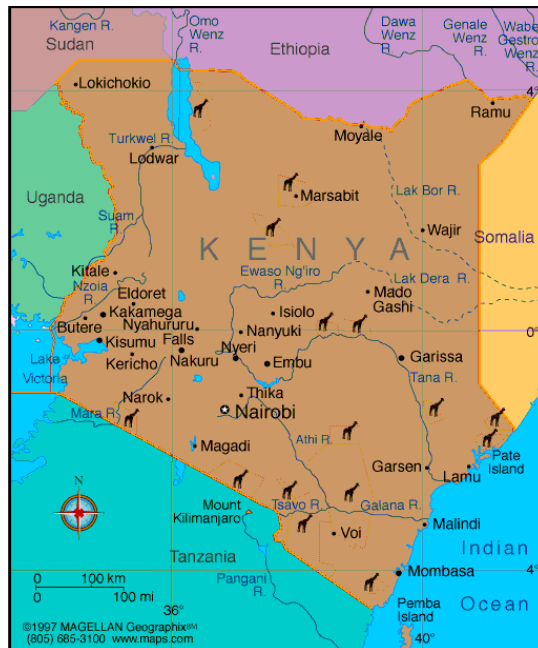 Kangen R.
Sudan
Omo
Wenz
R.
Ethiopia
Dawa
Wenz
R.
Genale
Wenz
R.
Wabe
Gestro
Wenz
R.
4°
Lokichokio
Ramu
Moyale
Turkwel R.
Lodwar
Uganda
Marsabit
Lak Bor R.
Suam
R.
Wajir
Somalia
KENYA
Kitale
Ewaso Ng'iro
R.
Lak Dera R.
Nzoia
R.
Eldoret
Mado
Gashi
Kakamega
Isiolo
Butere
Nyahururu
Falls
Nanyuki
0°
Kisumu
Nyeri
Lake
Victoria
Kericho
Nakuru
Embu
Garissa
Tana R.
Narok
Thika
Nairobi
Mara R.
Athi R.
Magadi
Pate
Island
Garsen
Lamu
N
Mount
Kilimanjaro
Tsavo R.
Galana R.
Voi
Malindi
Indian
Ocean
Tanzania
Pangani
R.
4°
Mombasa
0 100 km
0 100 mi
36°
Pemba
Island
40°
©1997 MAGELLAN Geographix℠
(805) 685-3100 www.maps.com